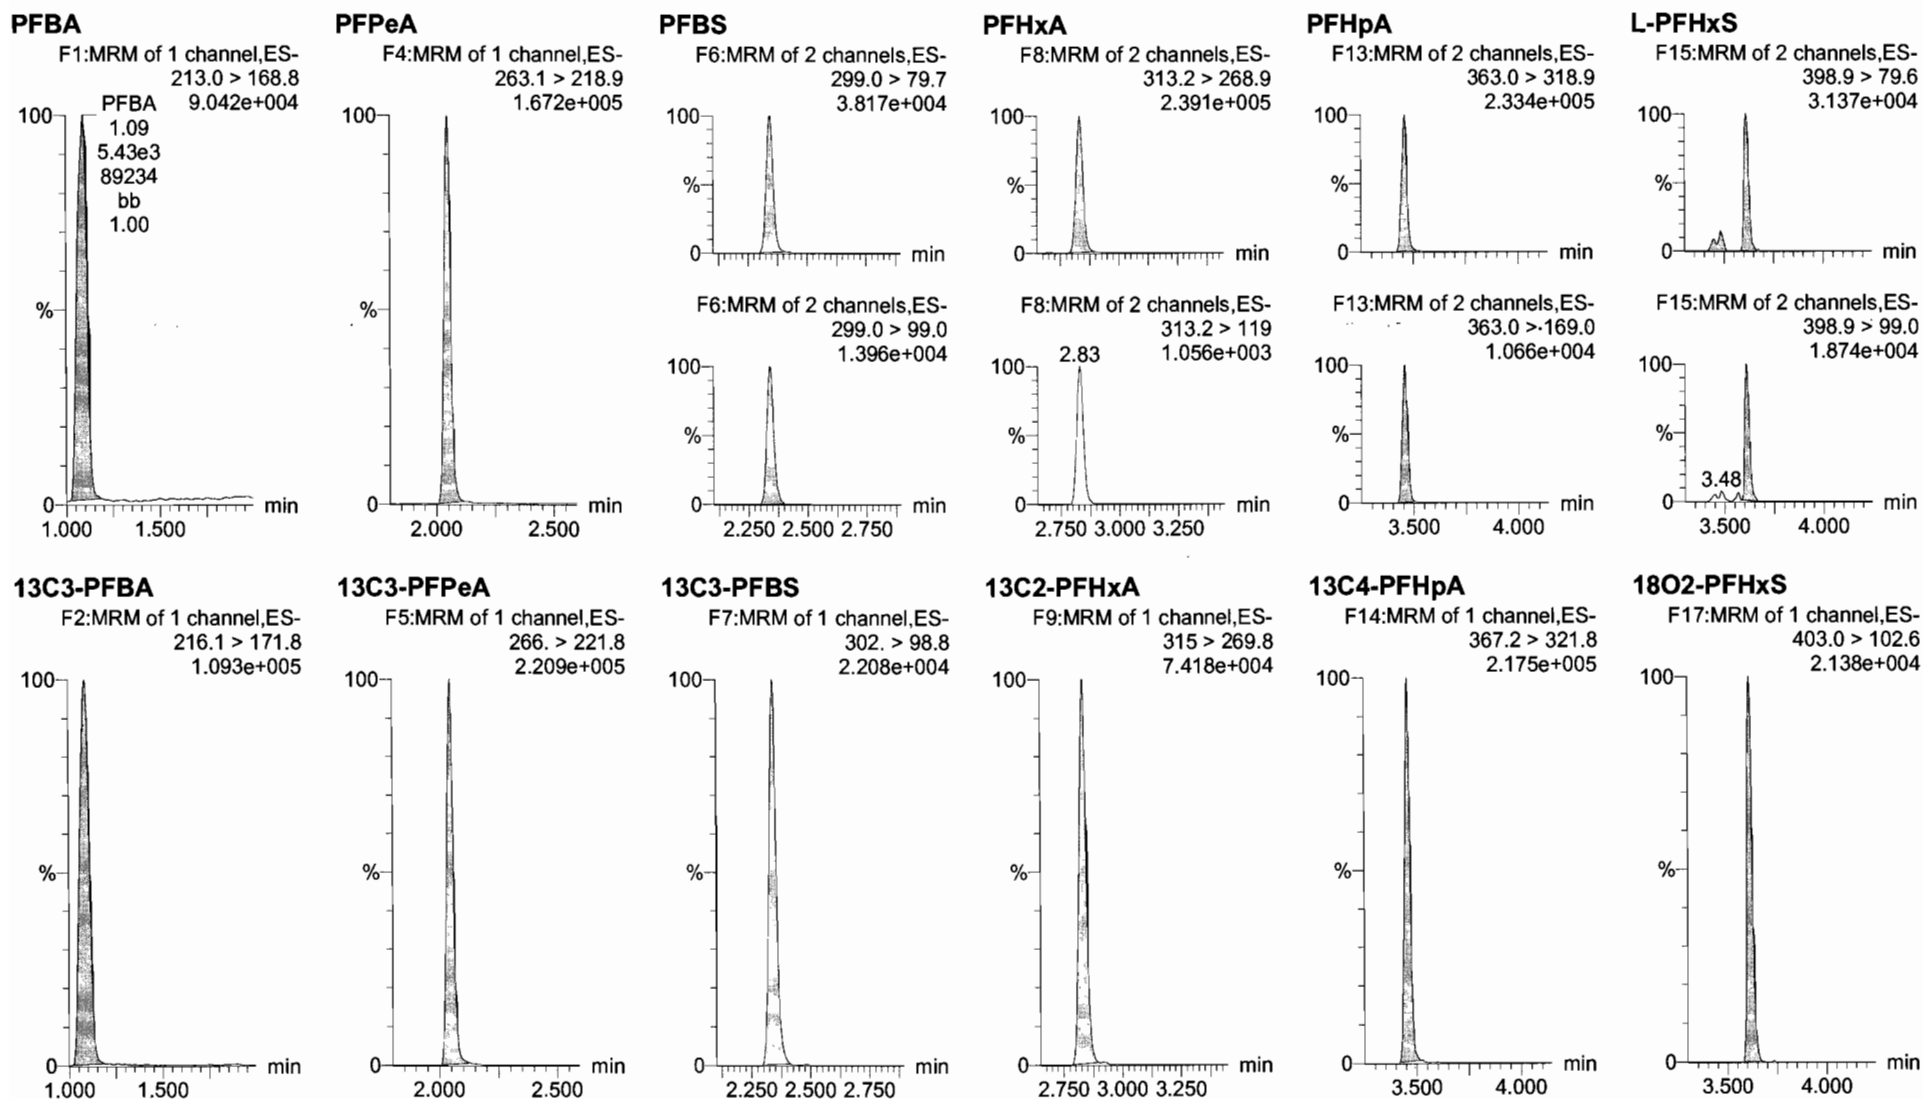 PFBA
F1:MRM of 1 channel,ES-
213.0 > 168.8
9.042e+004
PFBA
1.09
5.43e3
89234
bb
1.00
100
%
0
min
1.000 1.500
PFPeA
F4:MRM of 1 channel,ES-
263.1 > 218.9
1.672e+005
100
%
0
min
2.000 2.500
PFBS
F6:MRM of 2 channels,ES-
299.0 > 79.7
3.817e+004
100
%
0
min
F6:MRM of 2 channels,ES-
299.0 > 99.0
1.396e+004
100
%
0
min
2.250 2.500 2.750
PFHxA
F8:MRM of 2 channels,ES-
313.2 > 268.9
2.391e+005
100
%
0
min
F8:MRM of 2 channels,ES-
313.2 > 119
1.056e+003
2.83
100
%
0
min
2.750 3.000 3.250
PFHpA
F13:MRM of 2 channels,ES-
363.0 > 318.9
2.334e+005
100
%
0
min
F13:MRM of 2 channels,ES-
363.0 > 169.0
1.066e+004
100
%
0
min
3.500 4.000
L-PFHxS
F15:MRM of 2 channels,ES-
398.9 > 79.6
3.137e+004
100
%
0
min
F15:MRM of 2 channels,ES-
398.9 > 99.0
1.874e+004
100
%
3.48
0
min
3.500 4.000
13C3-PFBA
F2:MRM of 1 channel,ES-
216.1 > 171.8
1.093e+005
100
%
0
min
1.000 1.500
13C3-PFPeA
F5:MRM of 1 channel,ES-
266. > 221.8
2.209e+005
100
%
0
min
2.000 2.500
13C3-PFBS
F7:MRM of 1 channel,ES-
302. > 98.8
2.208e+004
100
%
0
min
2.250 2.500 2.750
13C2-PFHxA
F9:MRM of 1 channel,ES-
315 > 269.8
7.418e+004
100
%
0
min
2.750 3.000 3.250
13C4-PFHpA
F14:MRM of 1 channel,ES-
367.2 > 321.8
2.175e+005
100
%
0
min
3.500 4.000
18O2-PFHxS
F17:MRM of 1 channel,ES-
403.0 > 102.6
2.138e+004
100
%
0
min
3.500 4.000